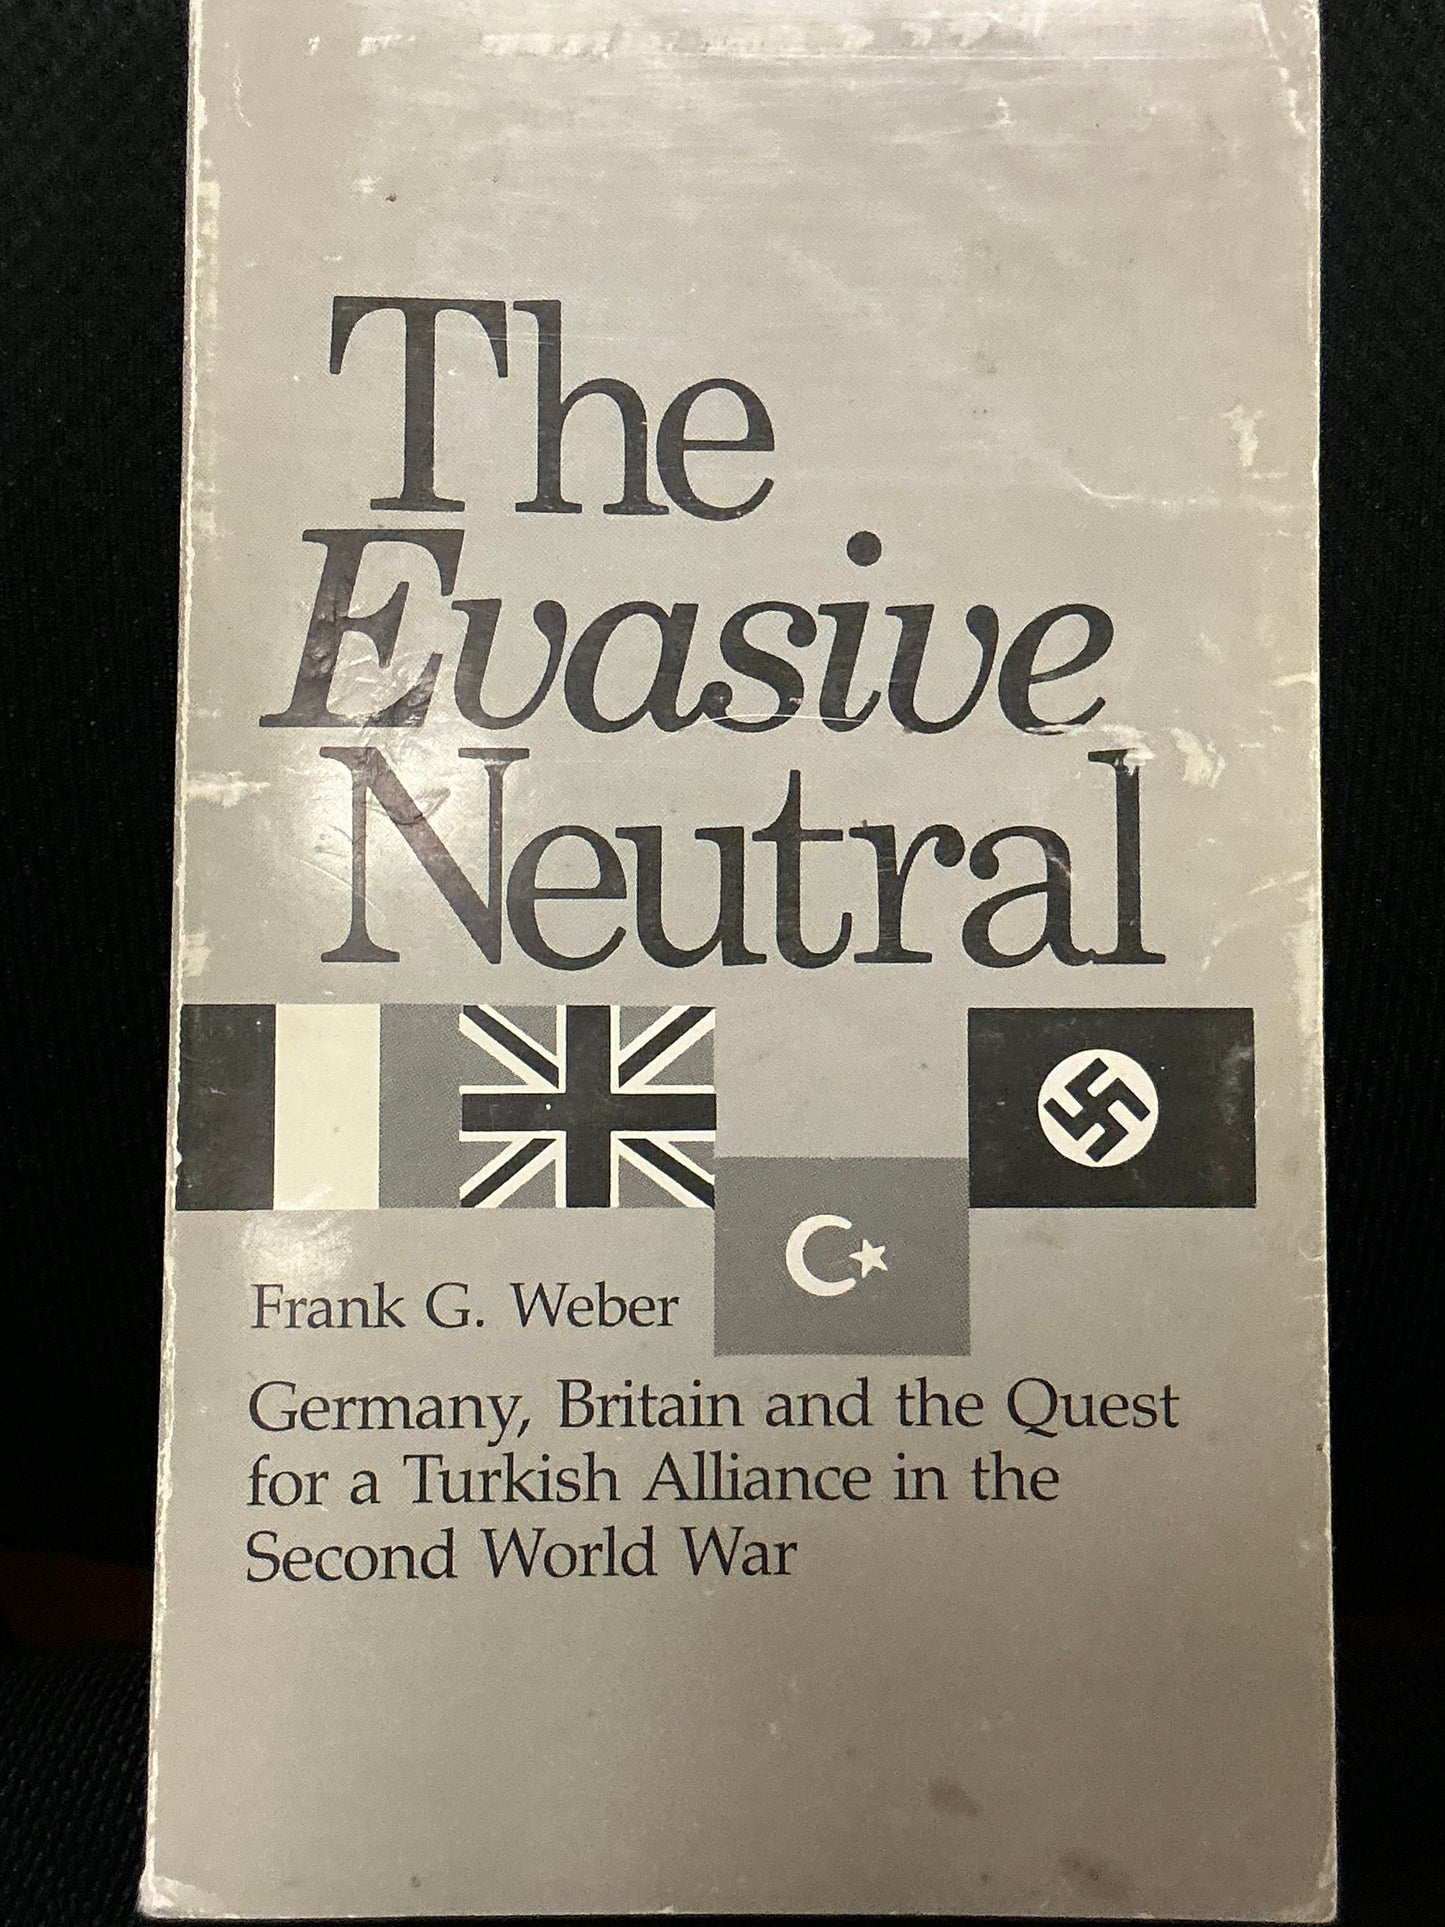 The
Evasive
Neutral
Frank G. Weber
Germany, Britain and the Quest
for a Turkish Alliance in the
Second World War